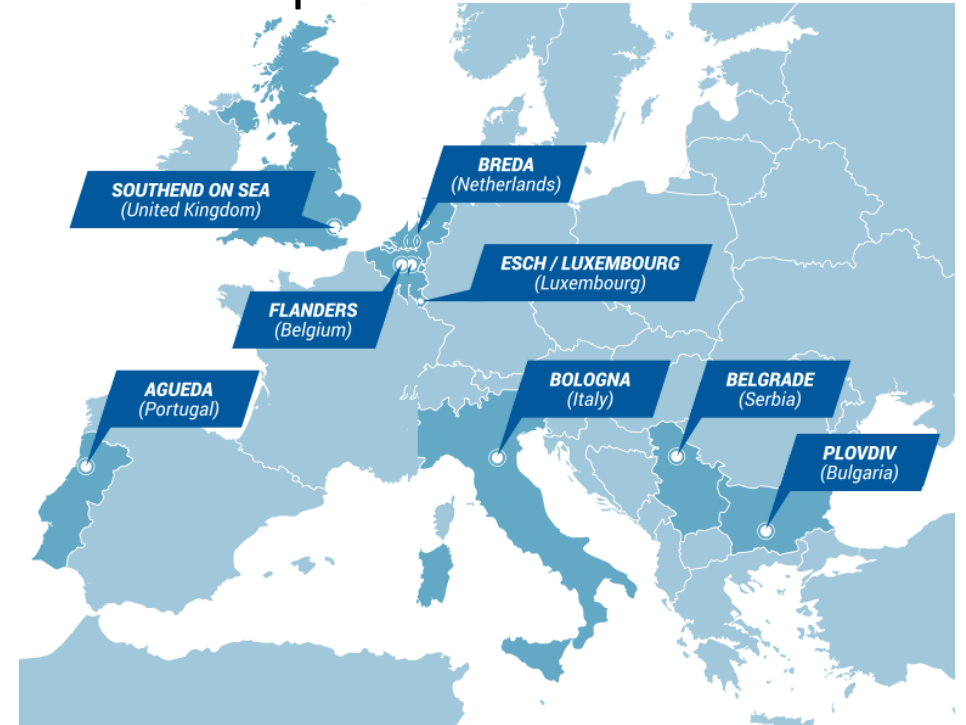 SOUTHEND ON SEA
(United Kingdom)
BREDA
(Netherlands)
ESCH / LUXEMBOURG
(Luxembourg)
FLANDERS
(Belgium)
AGUEDA
(Portugal)
BOLOGNA
(Italy)
BELGRADE
(Serbia)
PLOVDIV
(Bulgaria)